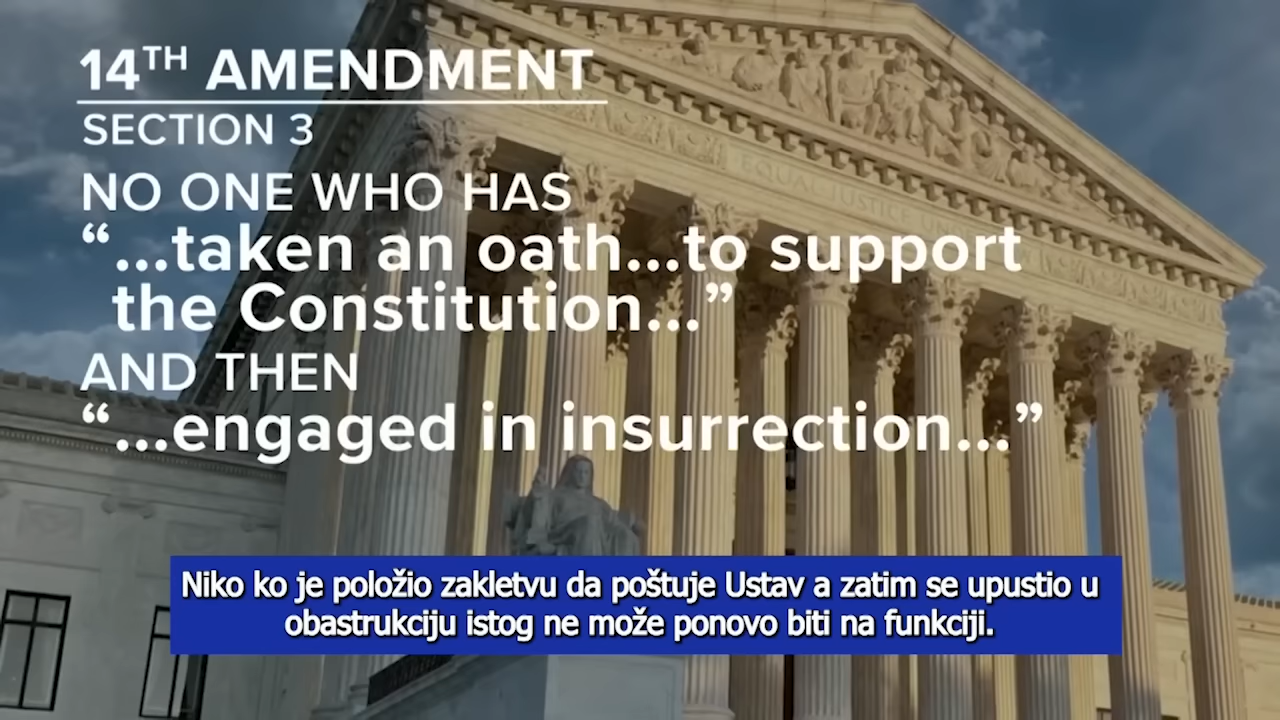 14TH AMENDMENT
SECTION 3
NO ONE WHO HAS
“...taken an oath...to support
the Constitution...”
AND THEN
“...engaged in insurrection...”
EQUAL JUSTICE U
Niko ko je položio zakletvu da poštuje Ustav a zatim se upustio u
obastrukciju istog ne može ponovo biti na funkciji.